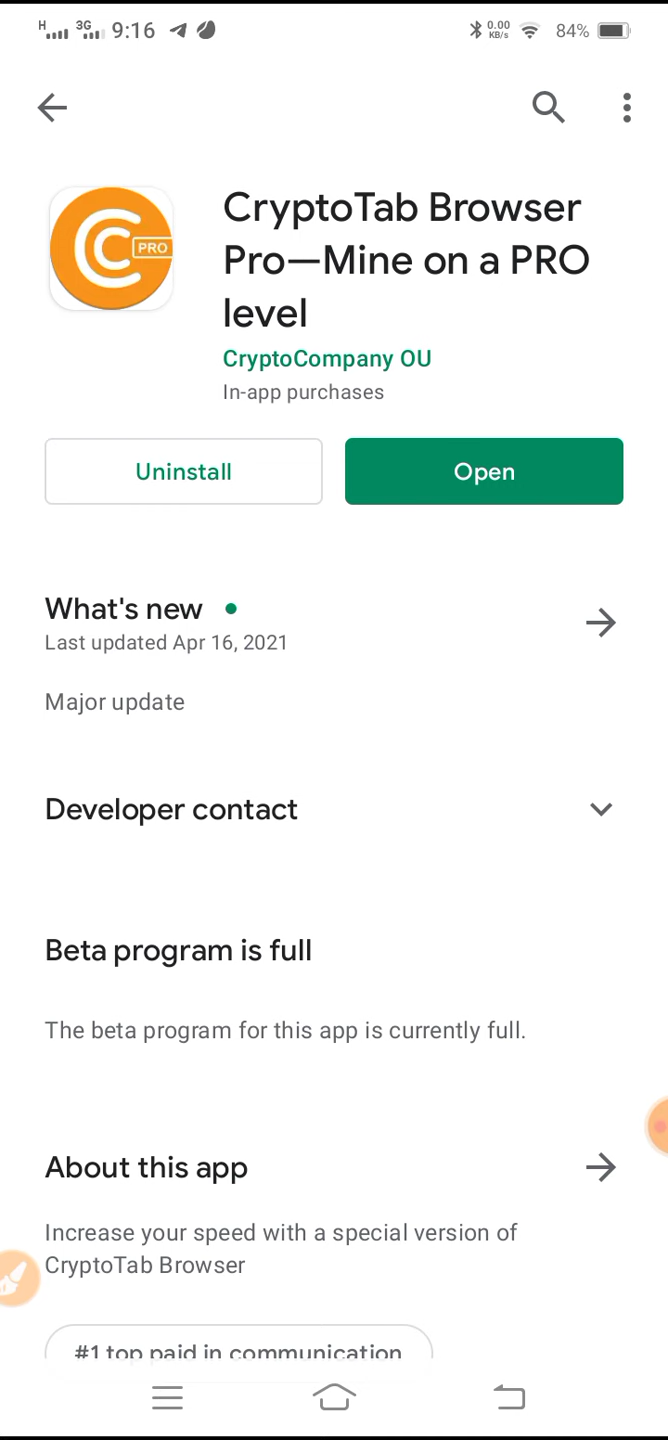 H 3G 9:16 0.00 KB/s 84%
PRO
CryptoTab Browser
Pro—Mine on a PRO
level
CryptoCompany OU
In-app purchases
Uninstall
Open
What's new
Last updated Apr 16, 2021
Major update
Developer contact
Beta program is full
The beta program for this app is currently full.
About this app
Increase your speed with a special version of
CryptoTab Browser
#1 top paid in communication